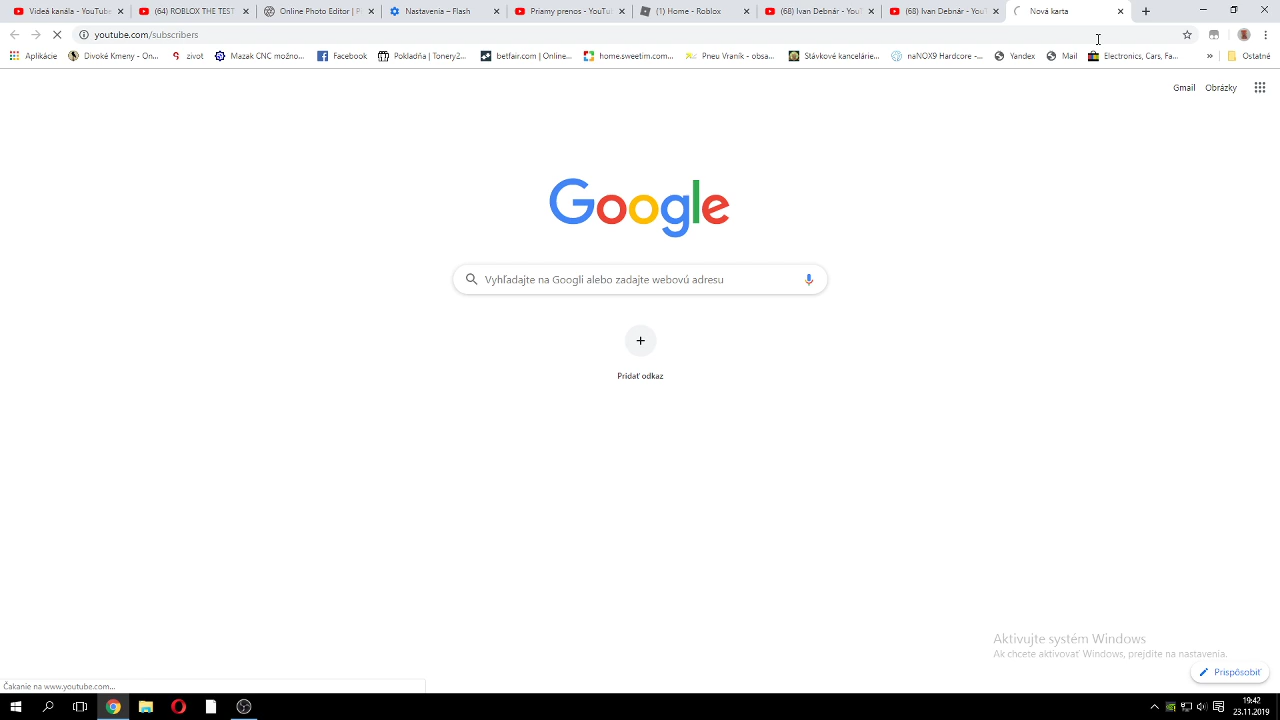 Videá kanála - YouTube
(64) ROBLOX THE TEST
Online Photo Editor | P
Nastavenia – Flash
Priamy prenos - YouTu
(1) Home - Roblox
(68) Ivan Debnár - YouT
(68) Ivan Debnár - YouT
Nová karta
youtube.com/subscribers
Aplikácie
Divoké Kmeny - On...
zivot
Mazak CNC možno...
Facebook
Pokladňa | Tonery2...
betfair.com | Online...
home.sweetim.com...
Pneu Vraník - obsa...
Stávkové kancelárie...
naNOX9 Hardcore -...
Yandex
Mail
Electronics, Cars, Fa...
»
Ostatné
Gmail
Obrázky
Google
Vyhľadajte na Googli alebo zadajte webovú adresu
Pridať odkaz
Aktivujte systém Windows
Ak chcete aktivovať Windows, prejdite na nastavenia.
Prispôsobiť
Čakanie na www.youtube.com...
19:42
23.11.2019